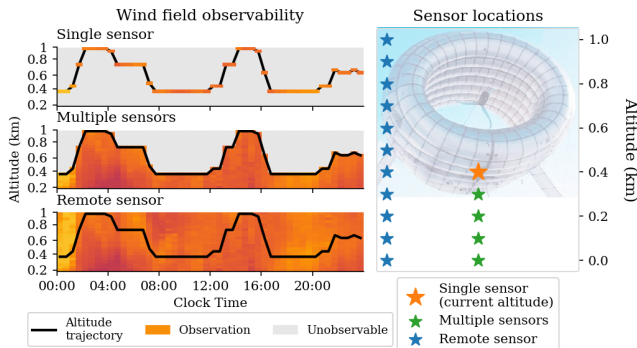 Wind field observability
Single sensor
1
0.8
0.6
0.4
0.2
Multiple sensors
1
0.8
0.6
0.4
0.2
Remote sensor
1
0.8
0.6
0.4
0.2
Altitude (km)
00:00 04:00 08:00 12:00 16:00 20:00
Clock Time
Altitude
trajectory
Observation
Unobservable
Sensor locations
1.0
0.8
0.6
0.4
0.2
0.0
Altitude (km)
Single sensor
(current altitude)
Multiple sensors
Remote sensor